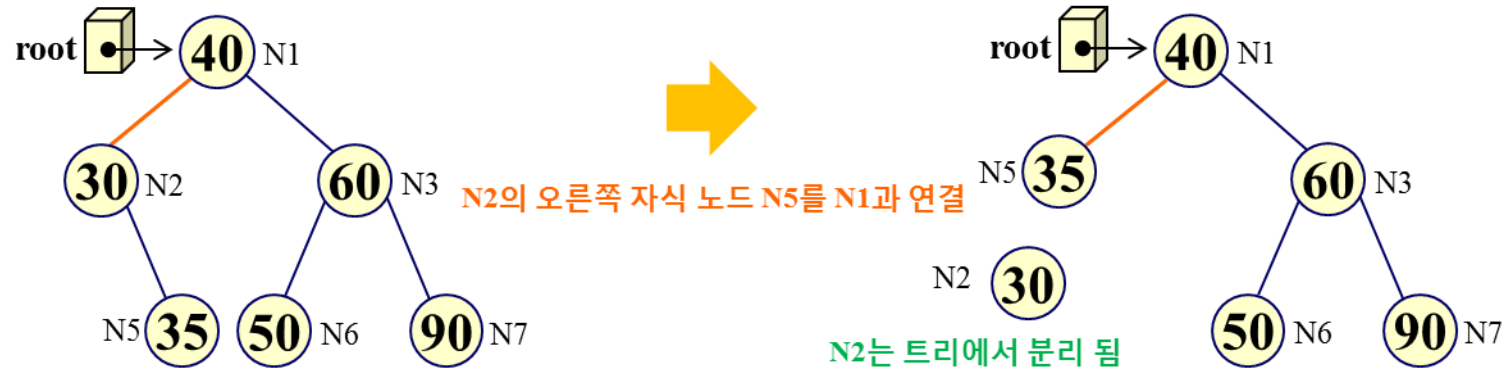 root 40 N1
30 N2 60 N3
N5 35 50 N6 90 N7
N2의 오른쪽 자식 노드 N5를 N1과 연결
root 40 N1
N5 35 60 N3
N2 30
50 N6 90 N7
N2는 트리에서 분리 됨